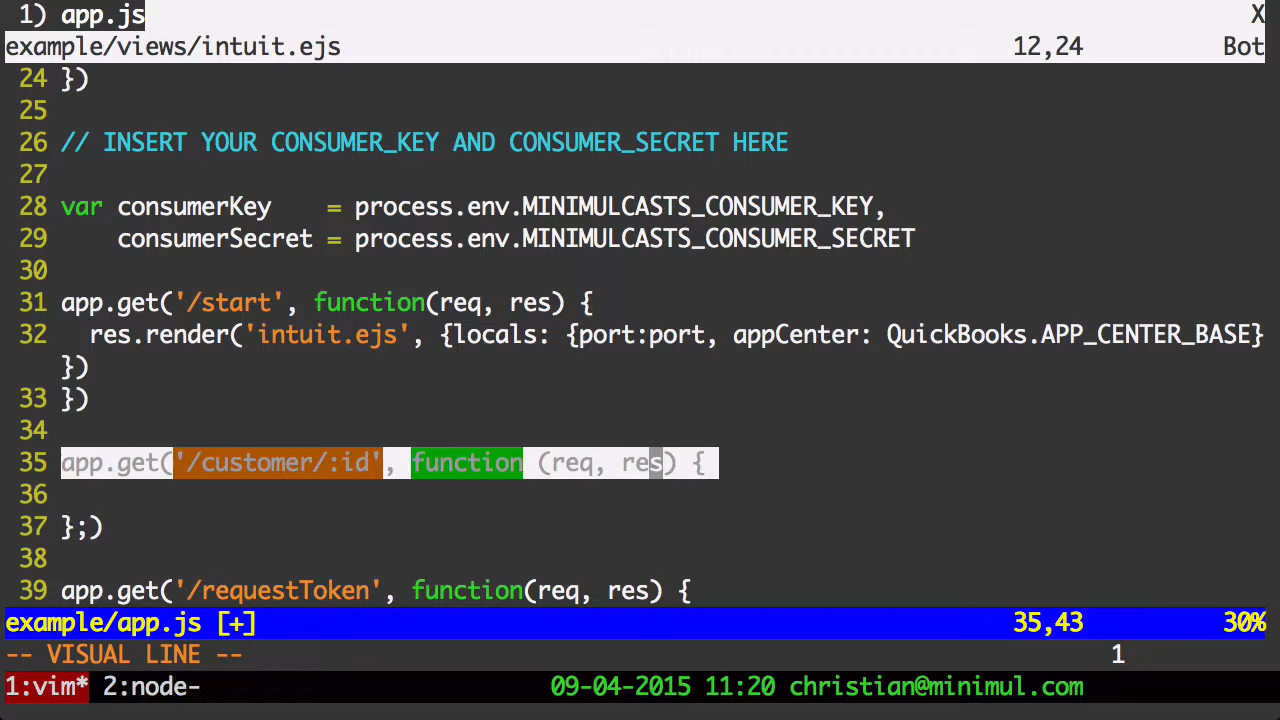 1) app.js X
example/views/intuit.ejs 12,24 Bot
24 })
25
26 // INSERT YOUR CONSUMER_KEY AND CONSUMER_SECRET HERE
27
28 var consumerKey    = process.env.MINIMULCASTS_CONSUMER_KEY,
29     consumerSecret = process.env.MINIMULCASTS_CONSUMER_SECRET
30
31 app.get('/start', function(req, res) {
32   res.render('intuit.ejs', {locals: {port:port, appCenter: QuickBooks.APP_CENTER_BASE}
})
33 })
34
35 app.get('/customer/:id', function (req, res) {
36
37 };)
38
39 app.get('/requestToken', function(req, res) {
example/app.js [+] 35,43 30%
-- VISUAL LINE -- 1
1:vim* 2:node- 09-04-2015 11:20 christian@minimul.com